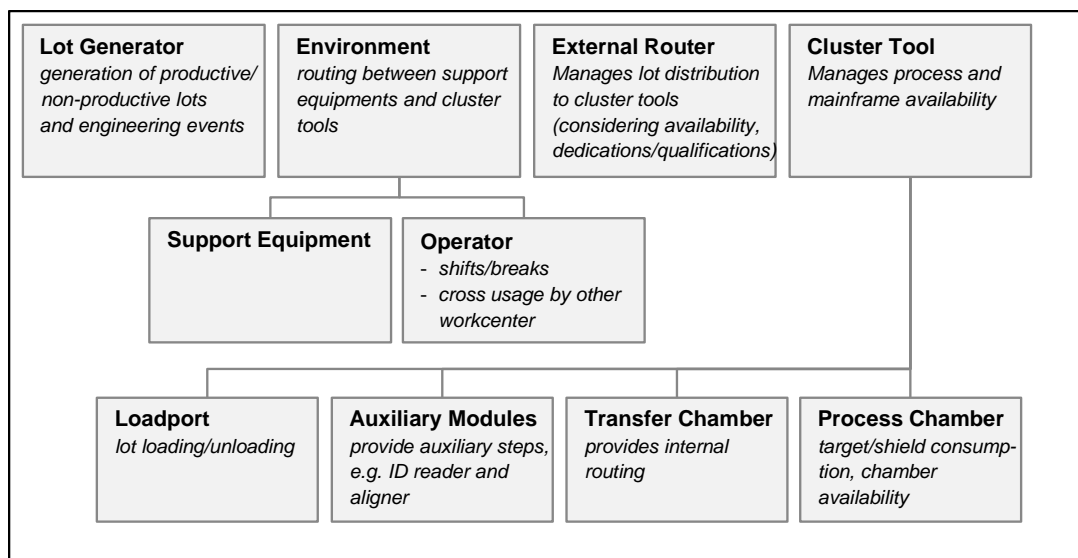 Lot Generator
generation of productive/
non-productive lots
and engineering events
Environment
routing between support
equipments and cluster
tools
External Router
Manages lot distribution
to cluster tools
(considering availability,
dedications/qualifications)
Cluster Tool
Manages process and
mainframe availability
Support Equipment
Operator
- shifts/breaks
- cross usage by other
workcenter
Loadport
lot loading/unloading
Auxiliary Modules
provide auxiliary steps,
e.g. ID reader and
aligner
Transfer Chamber
provides internal
routing
Process Chamber
target/shield consump-
tion, chamber
availability